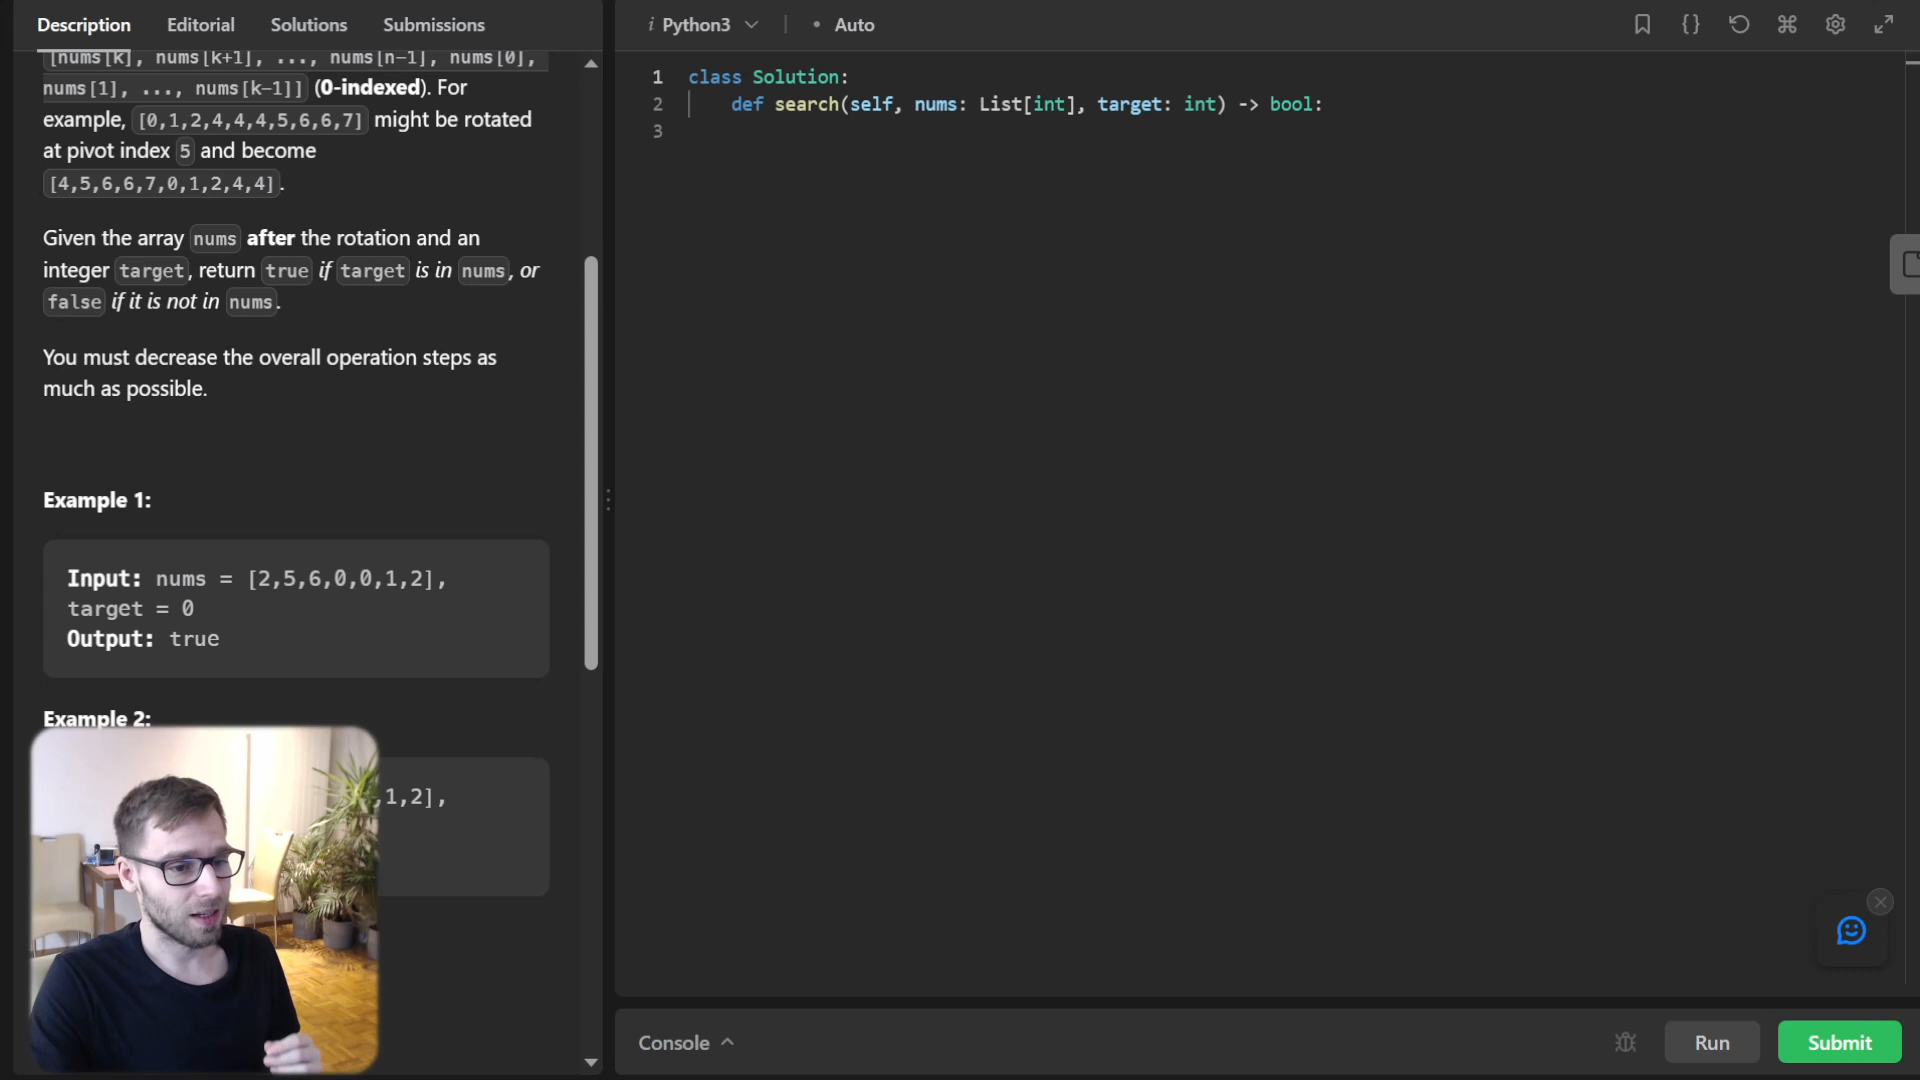 Description Editorial Solutions Submissions
[nums[k], nums[k+1], ..., nums[n-1], nums[0],
nums[1], ..., nums[k-1]] (0-indexed). For
example, [0,1,2,4,4,4,5,6,6,7] might be rotated
at pivot index 5 and become
[4,5,6,6,7,0,1,2,4,4].
Given the array nums after the rotation and an
integer target, return true if target is in nums, or
false if it is not in nums.
You must decrease the overall operation steps as
much as possible.
Example 1:
Input: nums = [2,5,6,0,0,1,2],
target = 0
Output: true
Example 2:
,1,2],
i Python3 • Auto
1 class Solution:
2 def search(self, nums: List[int], target: int) -> bool:
3
Console Run Submit